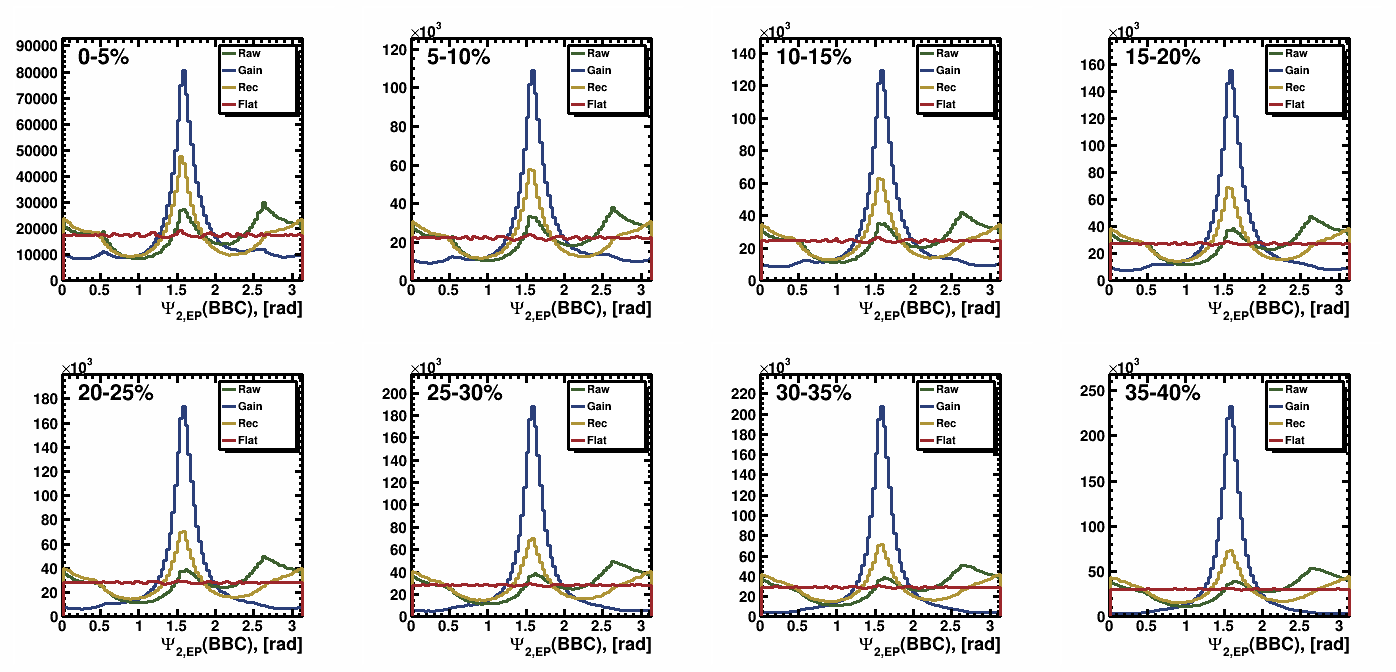 90000
80000
70000
60000
50000
40000
30000
20000
10000
0
0-5%
Raw
Gain
Rec
Flat
0 0.5 1 1.5 2 2.5 3
Ψ2,EP(BBC), [rad]
×10³
120
100
80
60
40
20
0
5-10%
Raw
Gain
Rec
Flat
0 0.5 1 1.5 2 2.5 3
Ψ2,EP(BBC), [rad]
×10³
140
120
100
80
60
40
20
0
10-15%
Raw
Gain
Rec
Flat
0 0.5 1 1.5 2 2.5 3
Ψ2,EP(BBC), [rad]
×10³
160
140
120
100
80
60
40
20
0
15-20%
Raw
Gain
Rec
Flat
0 0.5 1 1.5 2 2.5 3
Ψ2,EP(BBC), [rad]
×10³
180
160
140
120
100
80
60
40
20
0
20-25%
Raw
Gain
Rec
Flat
0 0.5 1 1.5 2 2.5 3
Ψ2,EP(BBC), [rad]
×10³
200
180
160
140
120
100
80
60
40
20
0
25-30%
Raw
Gain
Rec
Flat
0 0.5 1 1.5 2 2.5 3
Ψ2,EP(BBC), [rad]
×10³
220
200
180
160
140
120
100
80
60
40
20
0
30-35%
Raw
Gain
Rec
Flat
0 0.5 1 1.5 2 2.5 3
Ψ2,EP(BBC), [rad]
×10³
250
200
150
100
50
0
35-40%
Raw
Gain
Rec
Flat
0 0.5 1 1.5 2 2.5 3
Ψ2,EP(BBC), [rad]